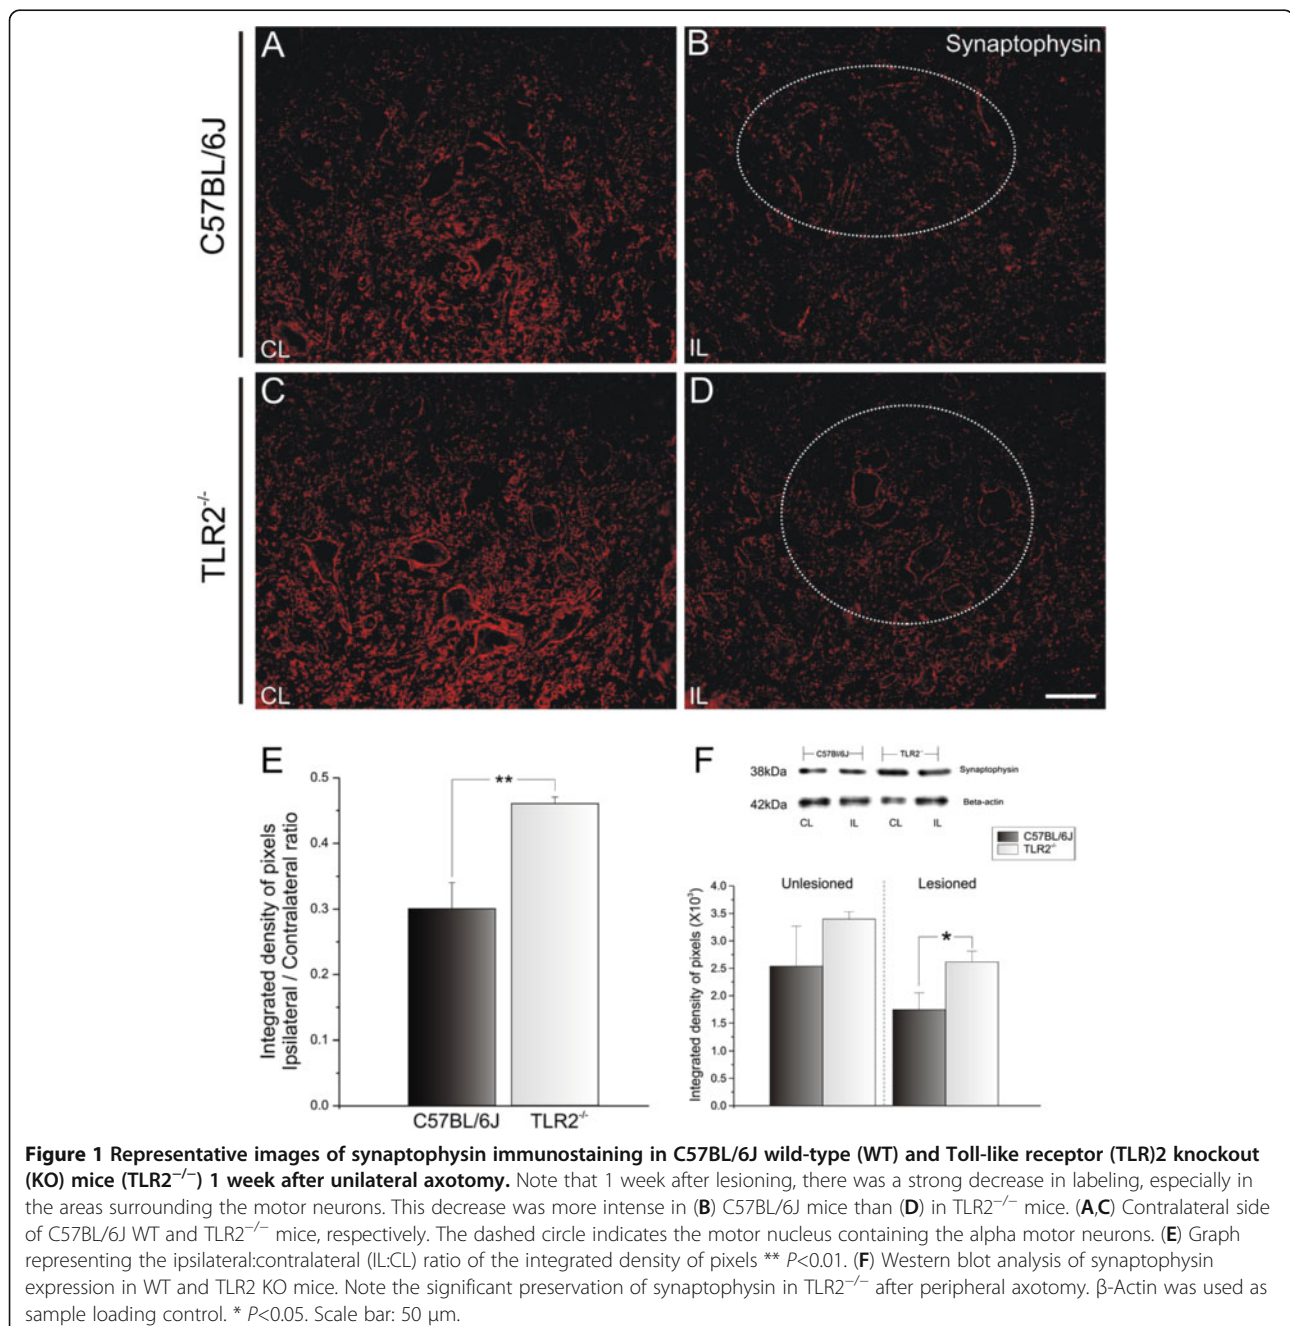 C57BL/6J
A
CL
B
Synaptophysin
IL
TLR2-/-
C
CL
D
IL
E
Integrated density of pixels
Ipsilateral / Contralateral ratio
0.5
0.4
0.3
0.2
0.1
0.0
**
C57BL/6J
TLR2-/-
F
C57Bl/6J
TLR2-/-
38kDa
Synaptophysin
42kDa
Beta-actin
CL
IL
CL
IL
C57BL/6J
TLR2-/-
Integrated density of pixels (X10³)
4.0
3.5
3.0
2.5
2.0
1.5
1.0
0.5
0.0
Unlesioned
Lesioned
*
Figure 1 Representative images of synaptophysin immunostaining in C57BL/6J wild-type (WT) and Toll-like receptor (TLR)2 knockout
(KO) mice (TLR2−/−) 1 week after unilateral axotomy. Note that 1 week after lesioning, there was a strong decrease in labeling, especially in
the areas surrounding the motor neurons. This decrease was more intense in (B) C57BL/6J mice than (D) in TLR2−/− mice. (A,C) Contralateral side
of C57BL/6J WT and TLR2−/− mice, respectively. The dashed circle indicates the motor nucleus containing the alpha motor neurons. (E) Graph
representing the ipsilateral:contralateral (IL:CL) ratio of the integrated density of pixels ** P<0.01. (F) Western blot analysis of synaptophysin
expression in WT and TLR2 KO mice. Note the significant preservation of synaptophysin in TLR2−/− after peripheral axotomy. β-Actin was used as
sample loading control. * P<0.05. Scale bar: 50 μm.